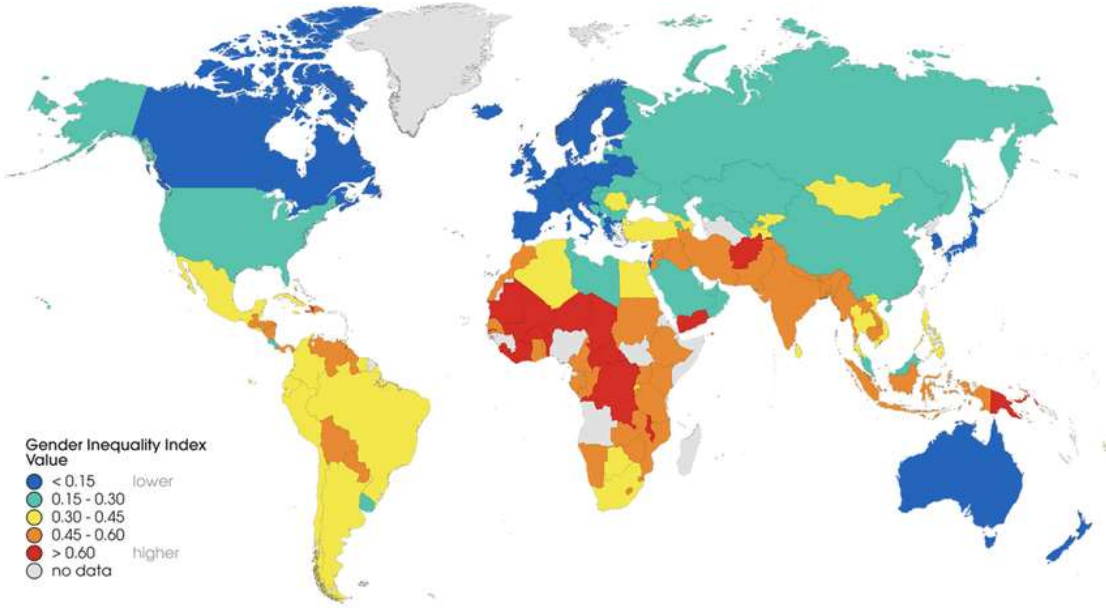 Gender Inequality Index
Value
< 0.15 lower
0.15 - 0.30
0.30 - 0.45
0.45 - 0.60
> 0.60 higher
no data